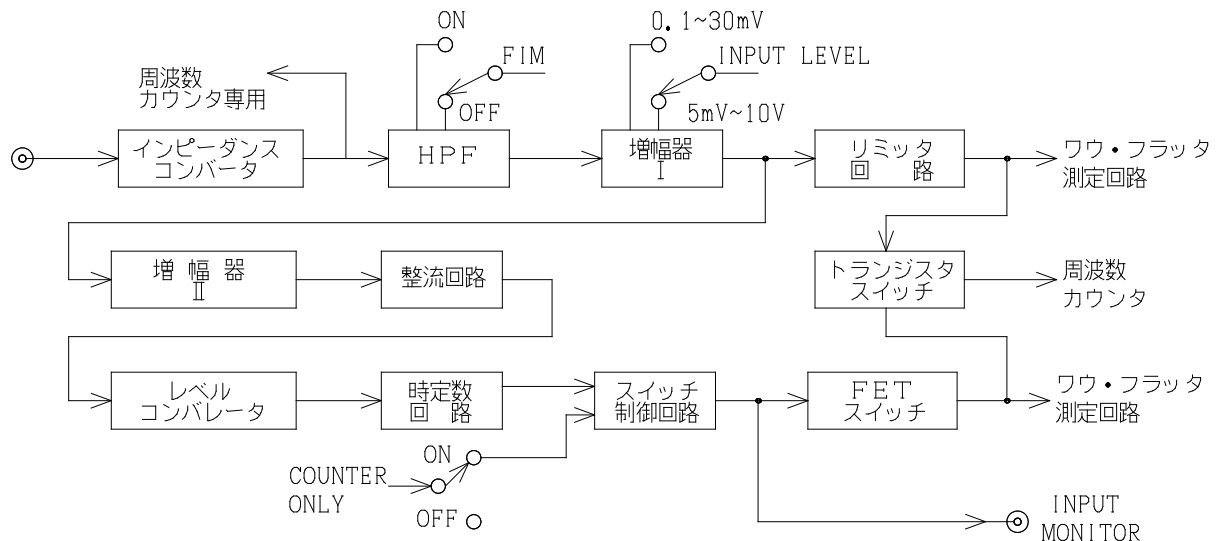 ON
0.1~30mV
FIM
INPUT LEVEL
周波数
カウンタ専用
OFF
5mV~10V
インピーダンス
コンバータ
HPF
増幅器
Ⅰ
リミッタ
回　路
ワウ・フラッタ
測定回路
増 幅 器
Ⅱ
整流回路
トランジスタ
スイッチ
周波数
カウンタ
レベル
コンパレータ
時定数
回　路
スイッチ
制御回路
FET
スイッチ
ワウ・フラッタ
測定回路
ON
COUNTER
ONLY
OFF
INPUT
MONITOR